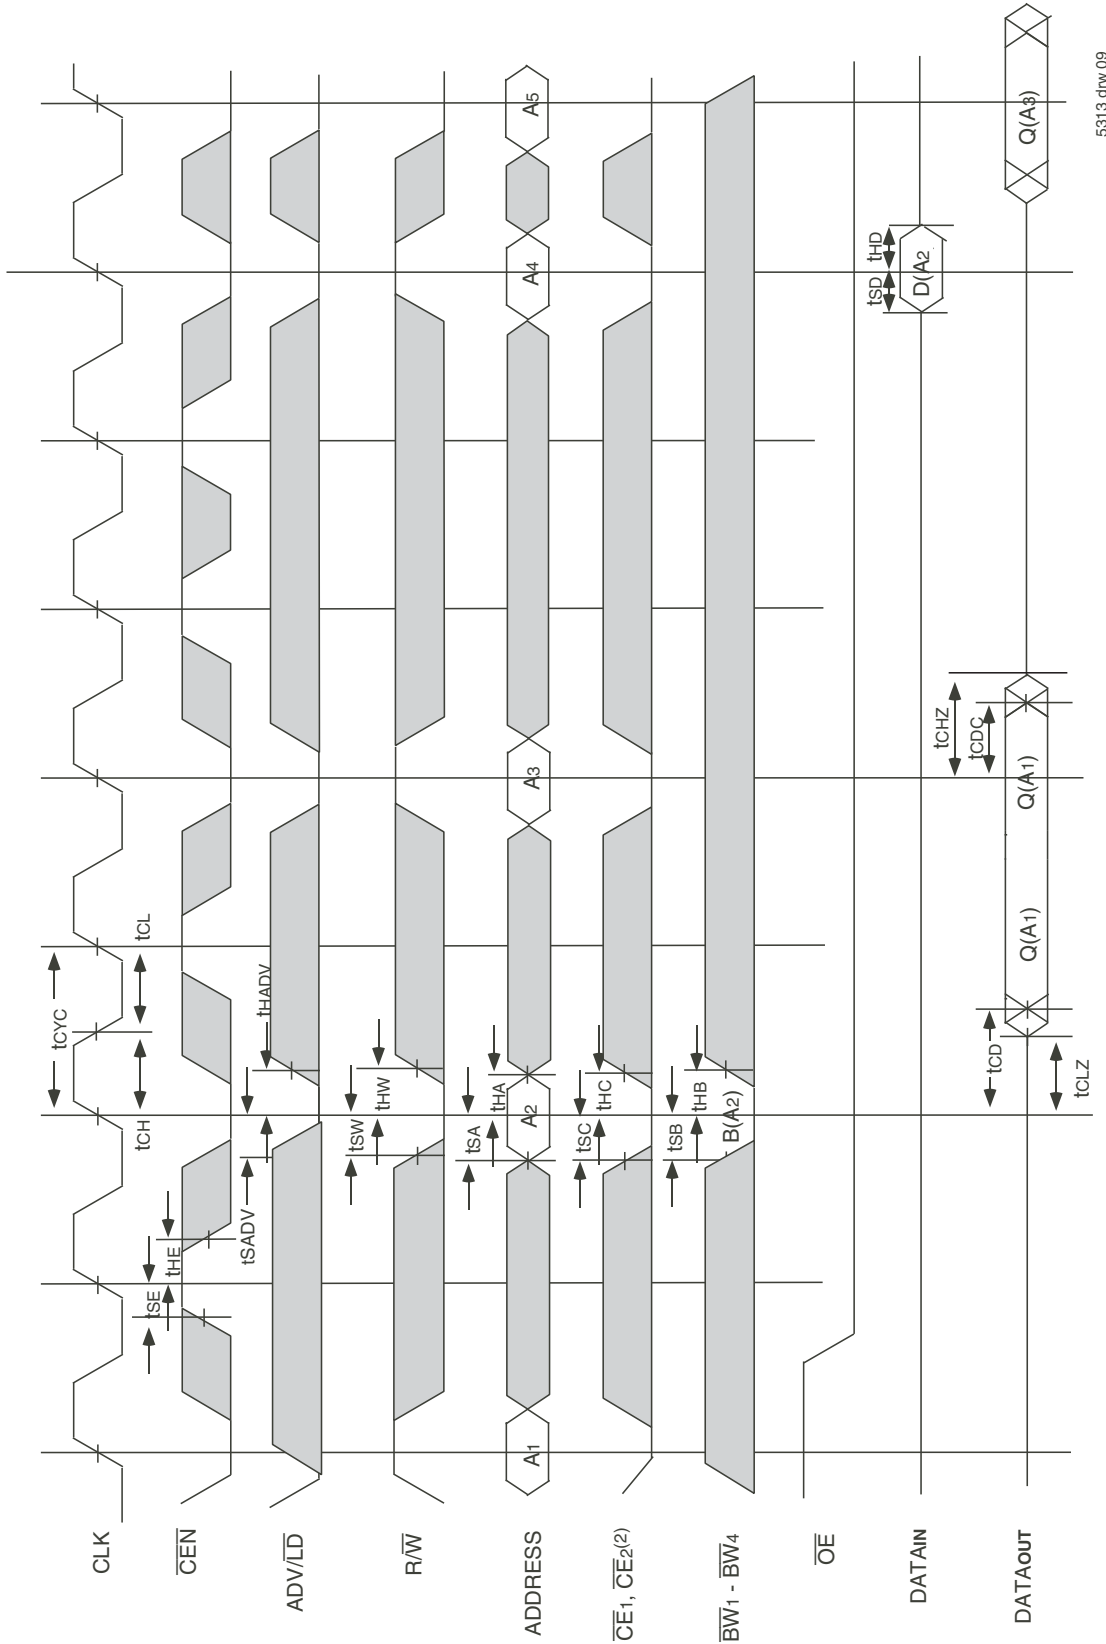 CLK
tCYC
tCH
tCL
CEN
tSE
tHE
ADV/LD
tSADV
tHADV
R/W
tSW
tHW
ADDRESS
A1
tSA
tHA
A2
A3
A4
A5
CE1, CE2(2)
tSC
tHC
BW1 - BW4
tSB
tHB
B(A2)
OE
DATAIN
tSD
tHD
D(A2
DATAOUT
tCD
tCLZ
Q(A1)
Q(A1)
tCHZ
tCDC
Q(A3)
5313 drw 09